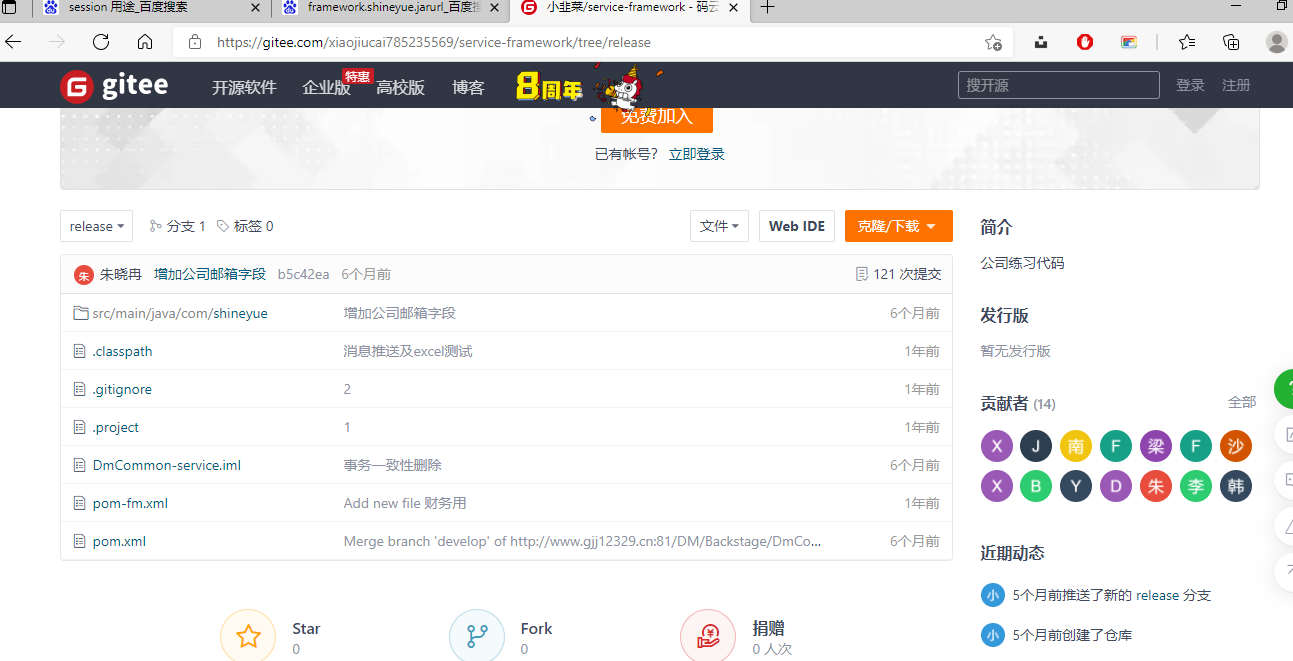 session 用途_百度搜索
framework.shineyue.jarurl_百度搜
小韭菜/service-framework - 码云
https://gitee.com/xiaojiucai785235569/service-framework/tree/release
gitee 开源软件 企业版 特惠 高校版 博客 8周年 搜开源 登录 注册
免费加入
已有帐号? 立即登录
release 分支 1 标签 0 文件 Web IDE 克隆/下载
朱 朱晓冉 增加公司邮箱字段 b5c42ea 6个月前 121 次提交
src/main/java/com/shineyue 增加公司邮箱字段 6个月前
.classpath 消息推送及excel测试 1年前
.gitignore 2 1年前
.project 1 1年前
DmCommon-service.iml 事务一致性删除 6个月前
pom-fm.xml Add new file 财务用 1年前
pom.xml Merge branch 'develop' of http://www.gjj12329.cn:81/DM/Backstage/DmCo... 6个月前
Star
0
Fork
0
捐赠
0 人次
简介
公司练习代码
发行版
暂无发行版
贡献者 (14) 全部
X J 南 F 梁 F 沙
X B Y D 朱 李 韩
近期动态
小 5个月前推送了新的 release 分支
小 5个月前创建了仓库